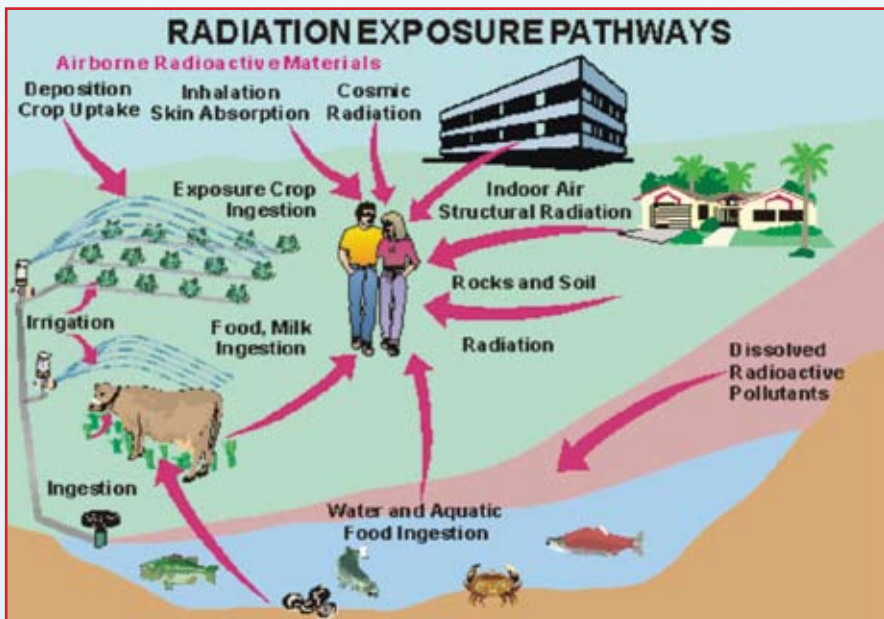 RADIATION EXPOSURE PATHWAYS
Airborne Radioactive Materials
Deposition
Crop Uptake
Inhalation
Skin Absorption
Cosmic
Radiation
Exposure Crop
Ingestion
Indoor Air
Structural Radiation
Rocks and Soil
Radiation
Irrigation
Food, Milk
Ingestion
Dissolved
Radioactive
Pollutants
Ingestion
Water and Aquatic
Food Ingestion